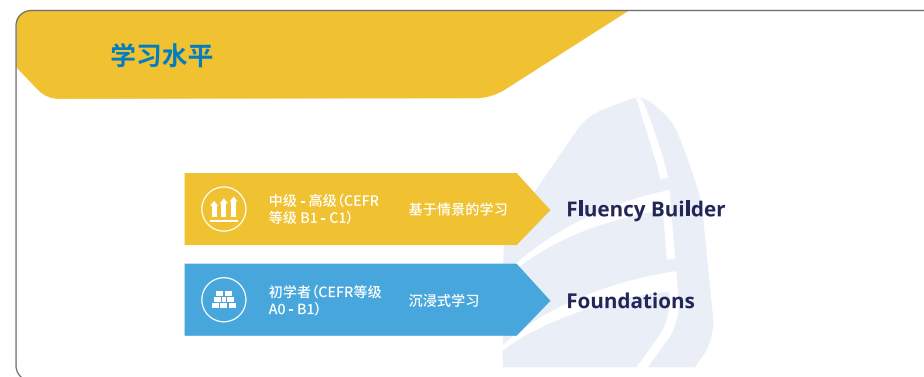 学习水平
中级 - 高级（CEFR
等级 B1 - C1）
基于情景的学习
Fluency Builder
初学者（CEFR等级
A0 - B1）
沉浸式学习
Foundations